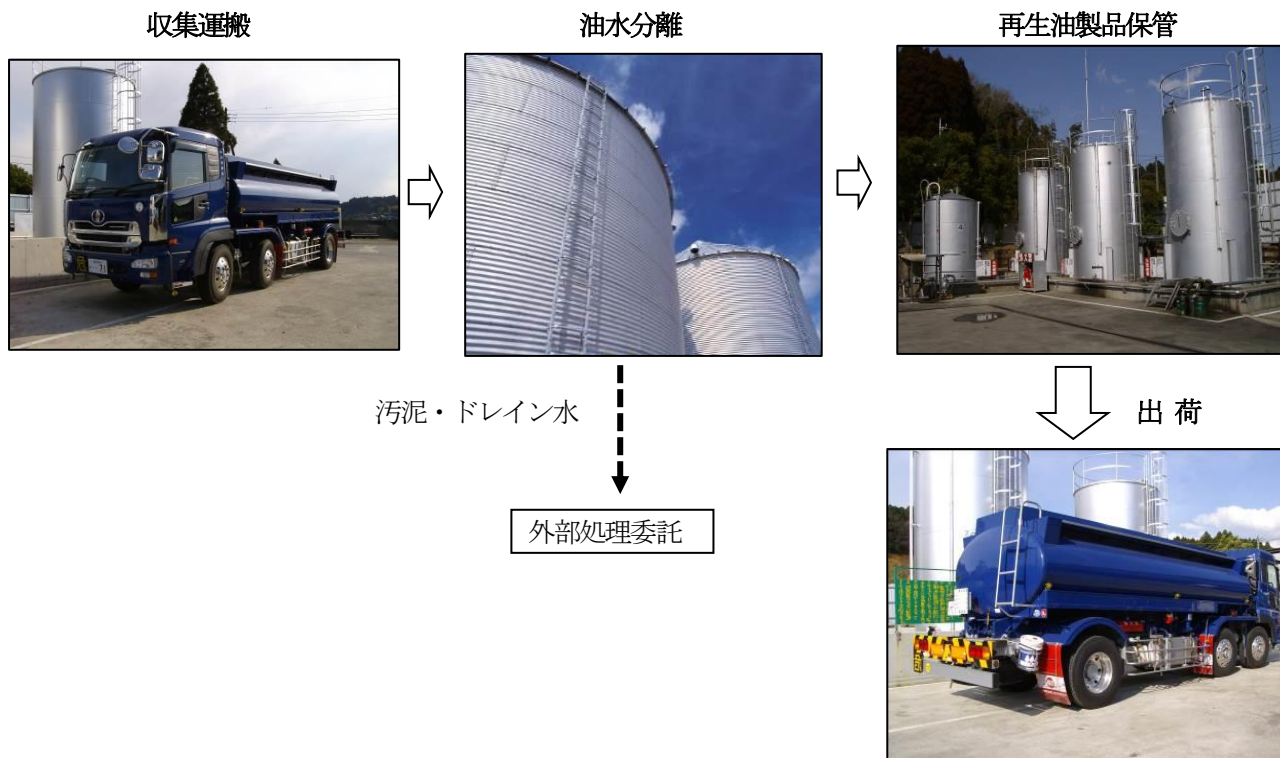 収集運搬
油水分離
再生油製品保管
汚泥・ドレイン水
出 荷
外部処理委託